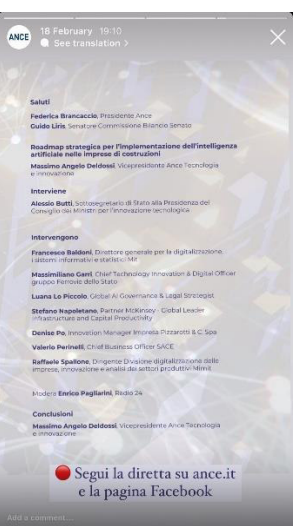 ANCE
18 February 19:10
See translation >
Saluti
Federica Brancaccio, Presidente Ance
Guido Liris, Senatore Commissione Bilancio Senato
Roadmap strategica per l'implementazione dell'intelligenza
artificiale nelle imprese di costruzioni
Massimo Angelo Deldossi, Vicepresidente Ance Tecnologia
e innovazione
Interviene
Alessio Butti, Sottosegretario di Stato alla Presidenza del
Consiglio dei Ministri per l'innovazione tecnologica
Intervengono
Francesco Baldoni, Direttore generale per la digitalizzazione,
i sistemi informativi e statistici Mit
Massimiliano Garri, Chief Technology Innovation & Digital Officer
gruppo Ferrovie dello Stato
Luana Lo Piccolo, Global AI Governance & Legal Strategist
Stefano Napoletano, Partner McKinsey - Global Leader
Infrastructure and Capital Productivity
Denise Po, Innovation Manager Impresa Pizzarotti & C Spa
Valerio Perinelli, Chief Business Officer SACE
Raffaele Spallone, Dirigente Divisione digitalizzazione delle
imprese, innovazione e analisi dei settori produttivi Mimit
Modera Enrico Pagliarini, Radio 24
Conclusioni
Massimo Angelo Deldossi, Vicepresidente Ance Tecnologia
e innovazione
Segui la diretta su ance.it
e la pagina Facebook
Add a comment...